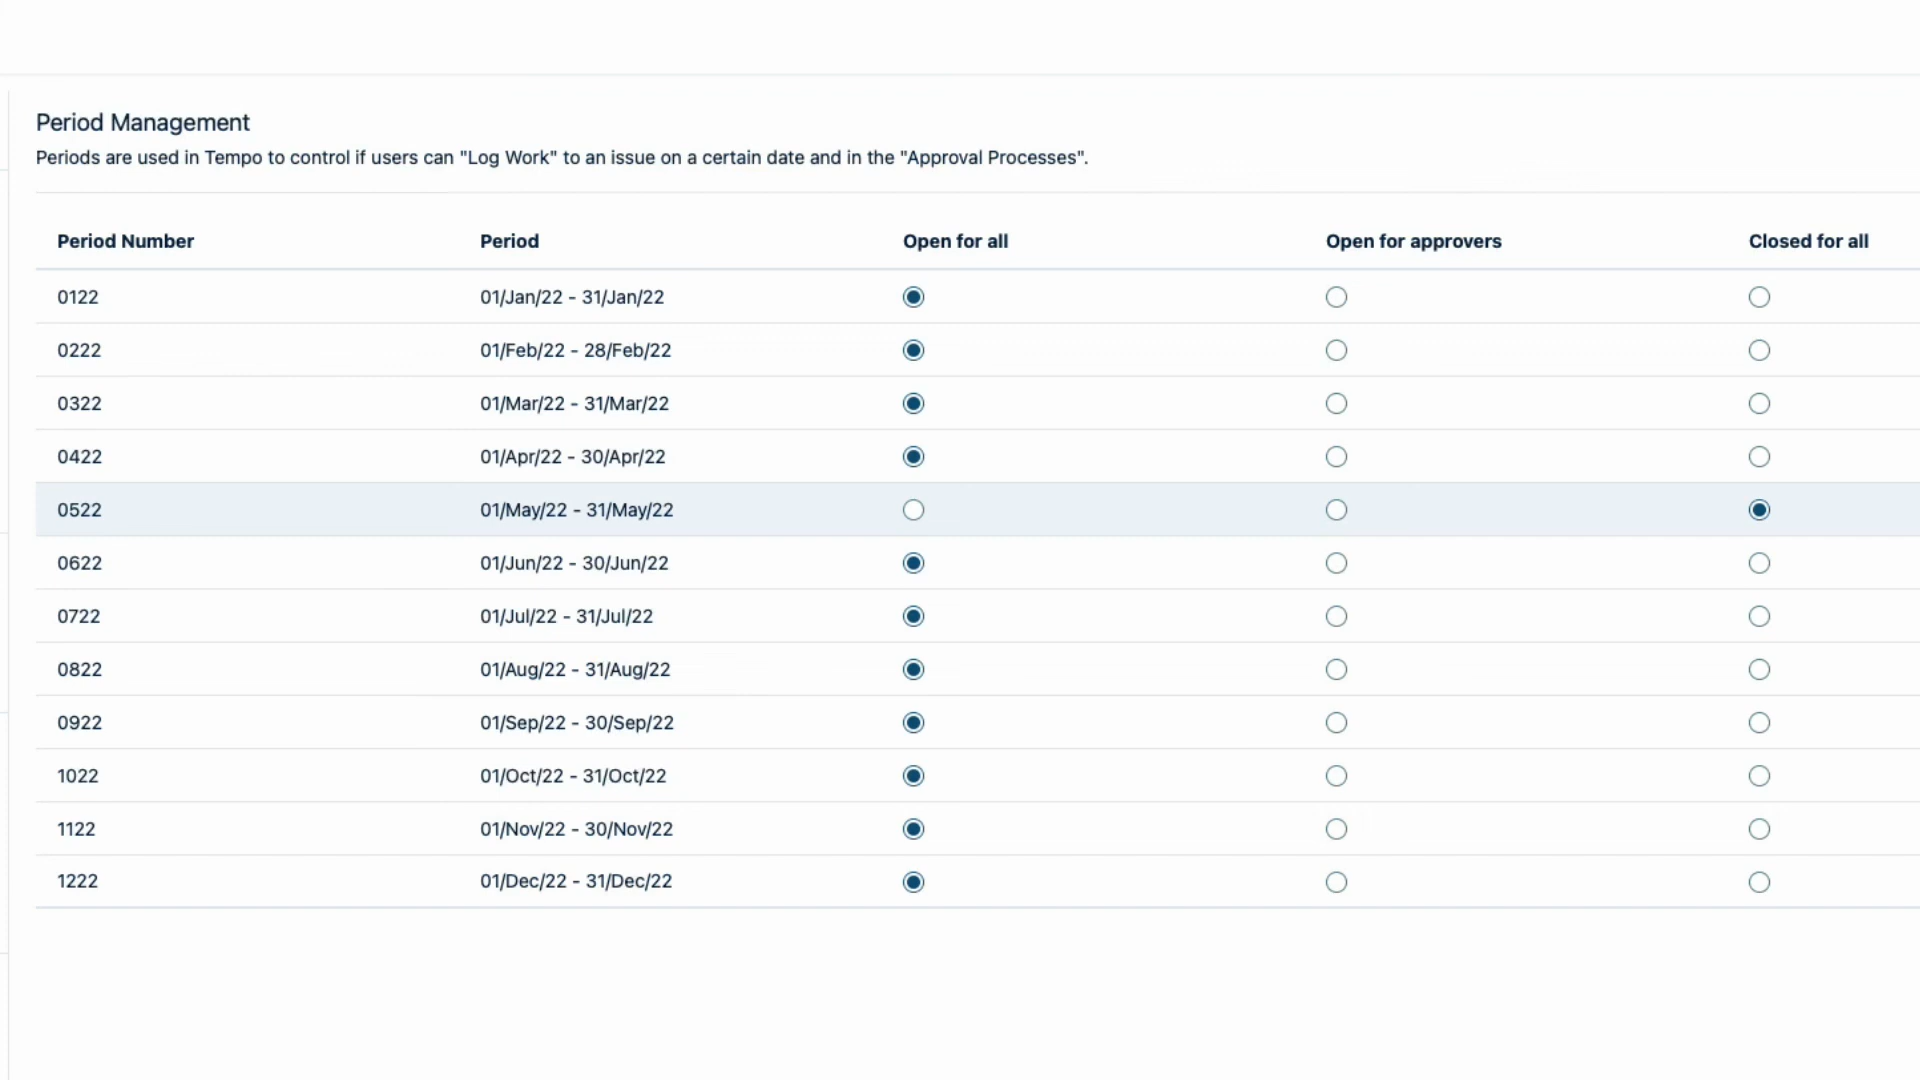 Period Management
Periods are used in Tempo to control if users can "Log Work" to an issue on a certain date and in the "Approval Processes".
Period Number Period Open for all Open for approvers Closed for all
0122 01/Jan/22 - 31/Jan/22
0222 01/Feb/22 - 28/Feb/22
0322 01/Mar/22 - 31/Mar/22
0422 01/Apr/22 - 30/Apr/22
0522 01/May/22 - 31/May/22
0622 01/Jun/22 - 30/Jun/22
0722 01/Jul/22 - 31/Jul/22
0822 01/Aug/22 - 31/Aug/22
0922 01/Sep/22 - 30/Sep/22
1022 01/Oct/22 - 31/Oct/22
1122 01/Nov/22 - 30/Nov/22
1222 01/Dec/22 - 31/Dec/22